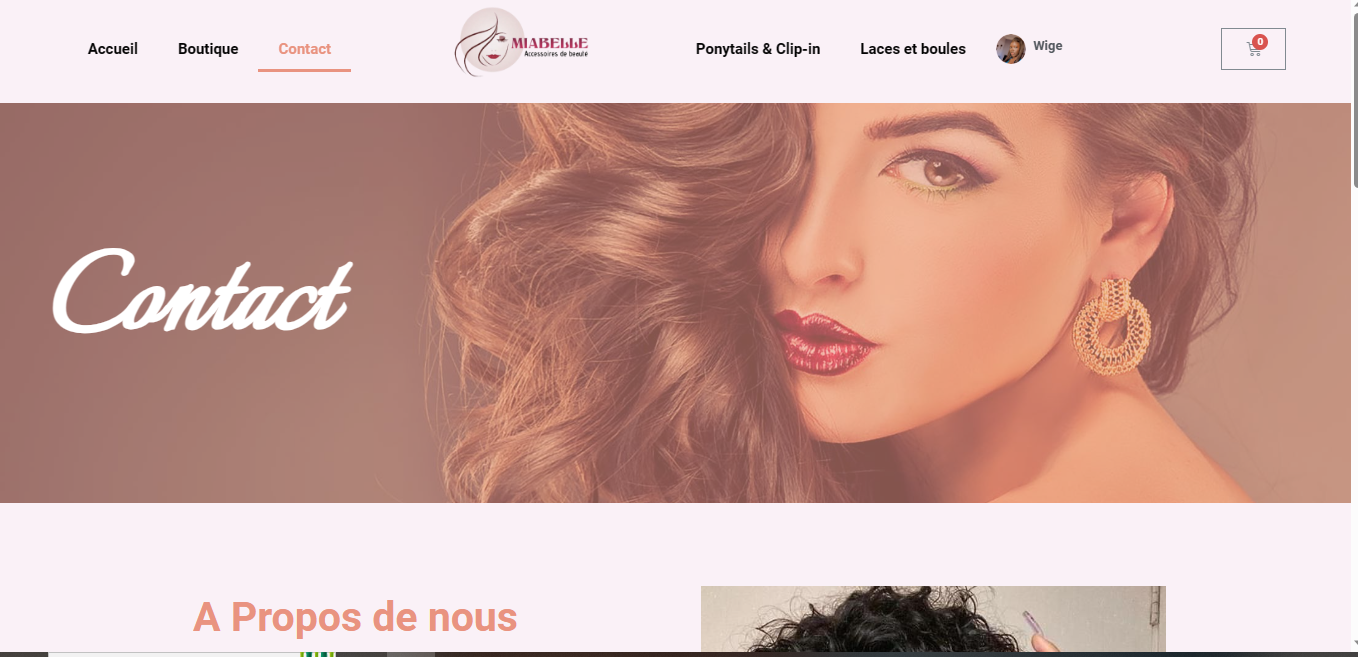 Accueil
Boutique
Contact
MIABELLE
Accessoires de beauté
Ponytails & Clip-in
Laces et boules
Wige
0
Contact
A Propos de nous